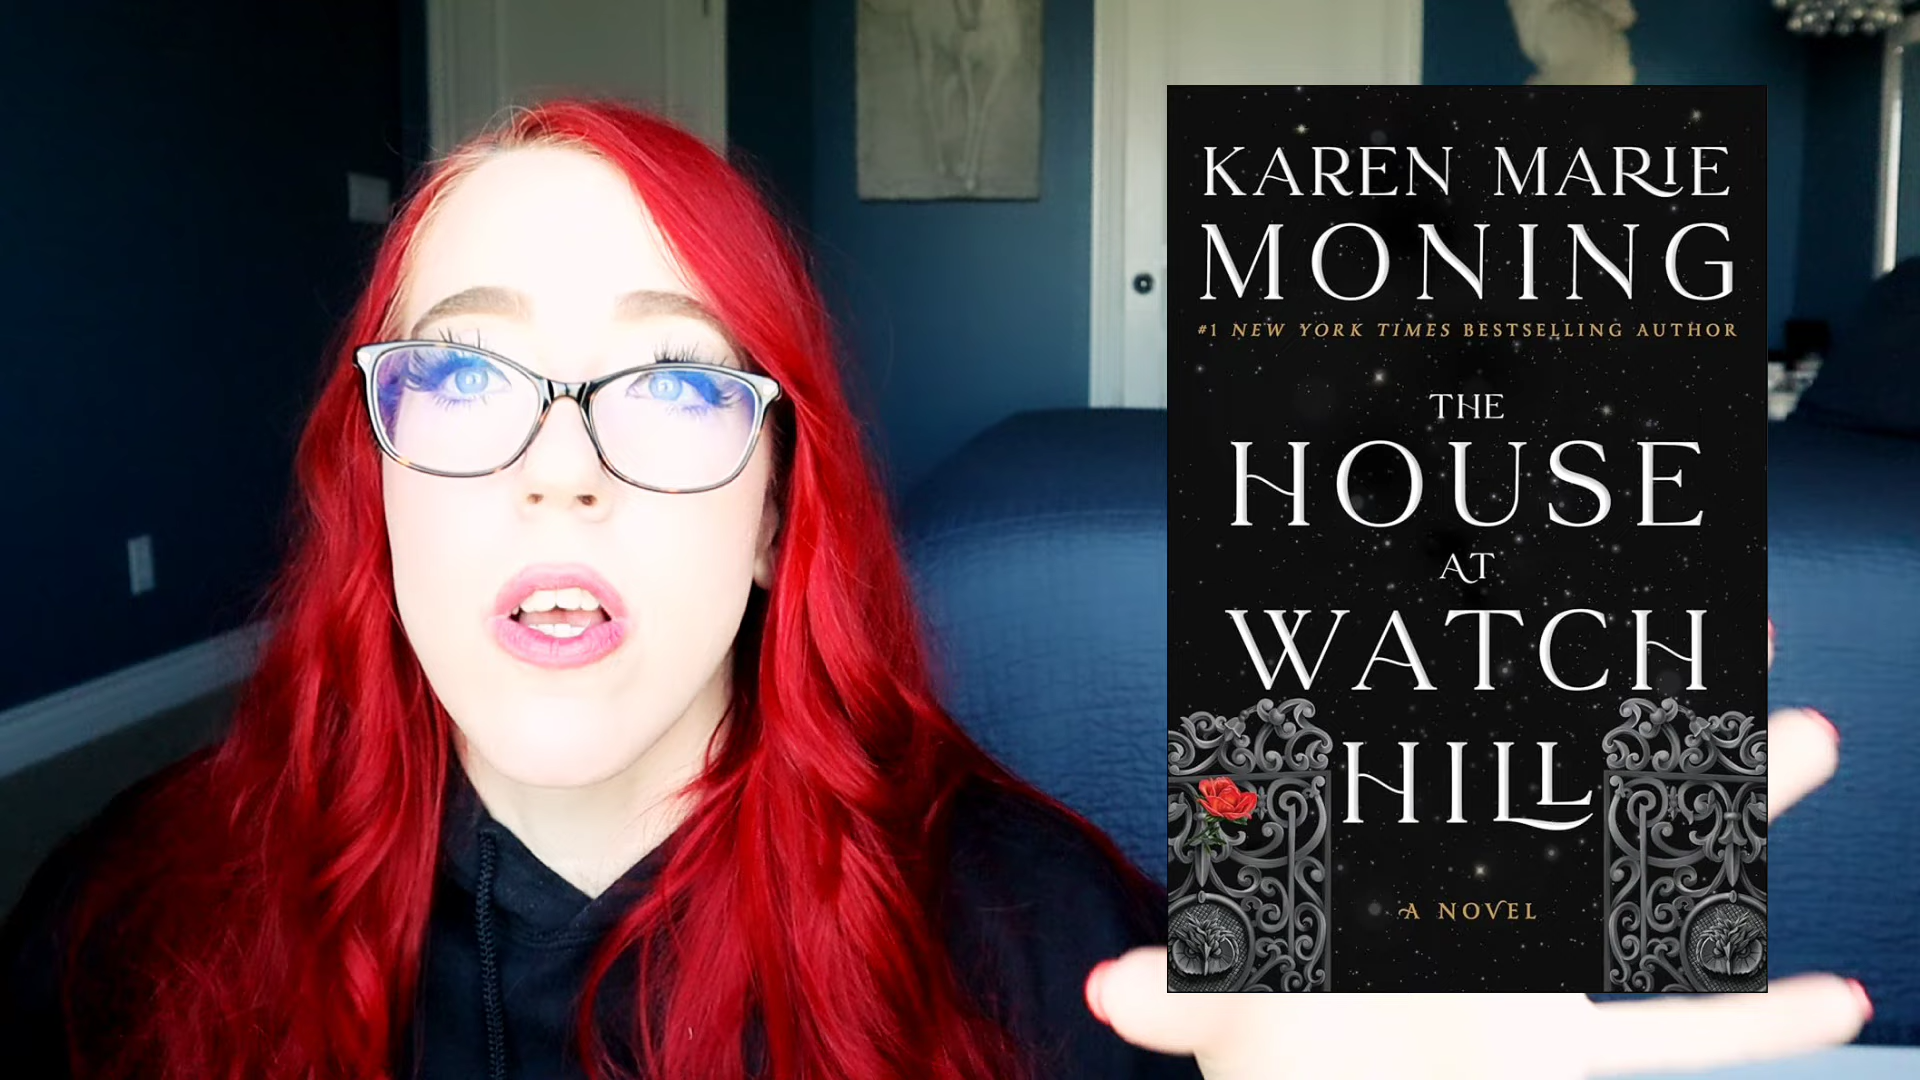 KAREN MARIE
MONING
#1 NEW YORK TIMES BESTSELLING AUTHOR
THE
HOUSE
AT
WATCH
HILL
A NOVEL